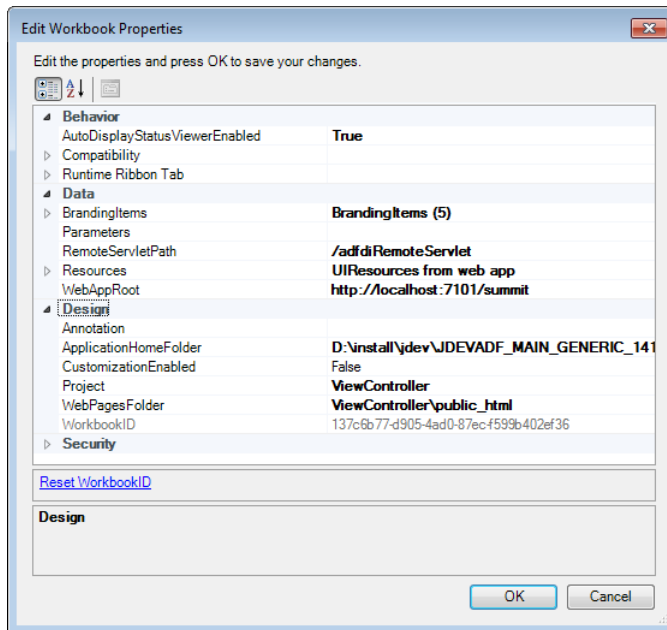 Edit Workbook Properties
Edit the properties and press OK to save your changes.
Behavior
AutoDisplayStatusViewerEnabled True
Compatibility
Runtime Ribbon Tab
Data
BrandingItems BrandingItems (5)
Parameters
RemoteServletPath /adfdiRemoteServlet
Resources UIResources from web app
WebAppRoot http://localhost:7101/summit
Design
Annotation
ApplicationHomeFolder D:\install\jdev\JDEVADF_MAIN_GENERIC_141
CustomizationEnabled False
Project ViewController
WebPagesFolder ViewController\public_html
WorkbookID 137c6b77-d905-4ad0-87ec-f599b402ef36
Security
Reset WorkbookID
Design
OK Cancel